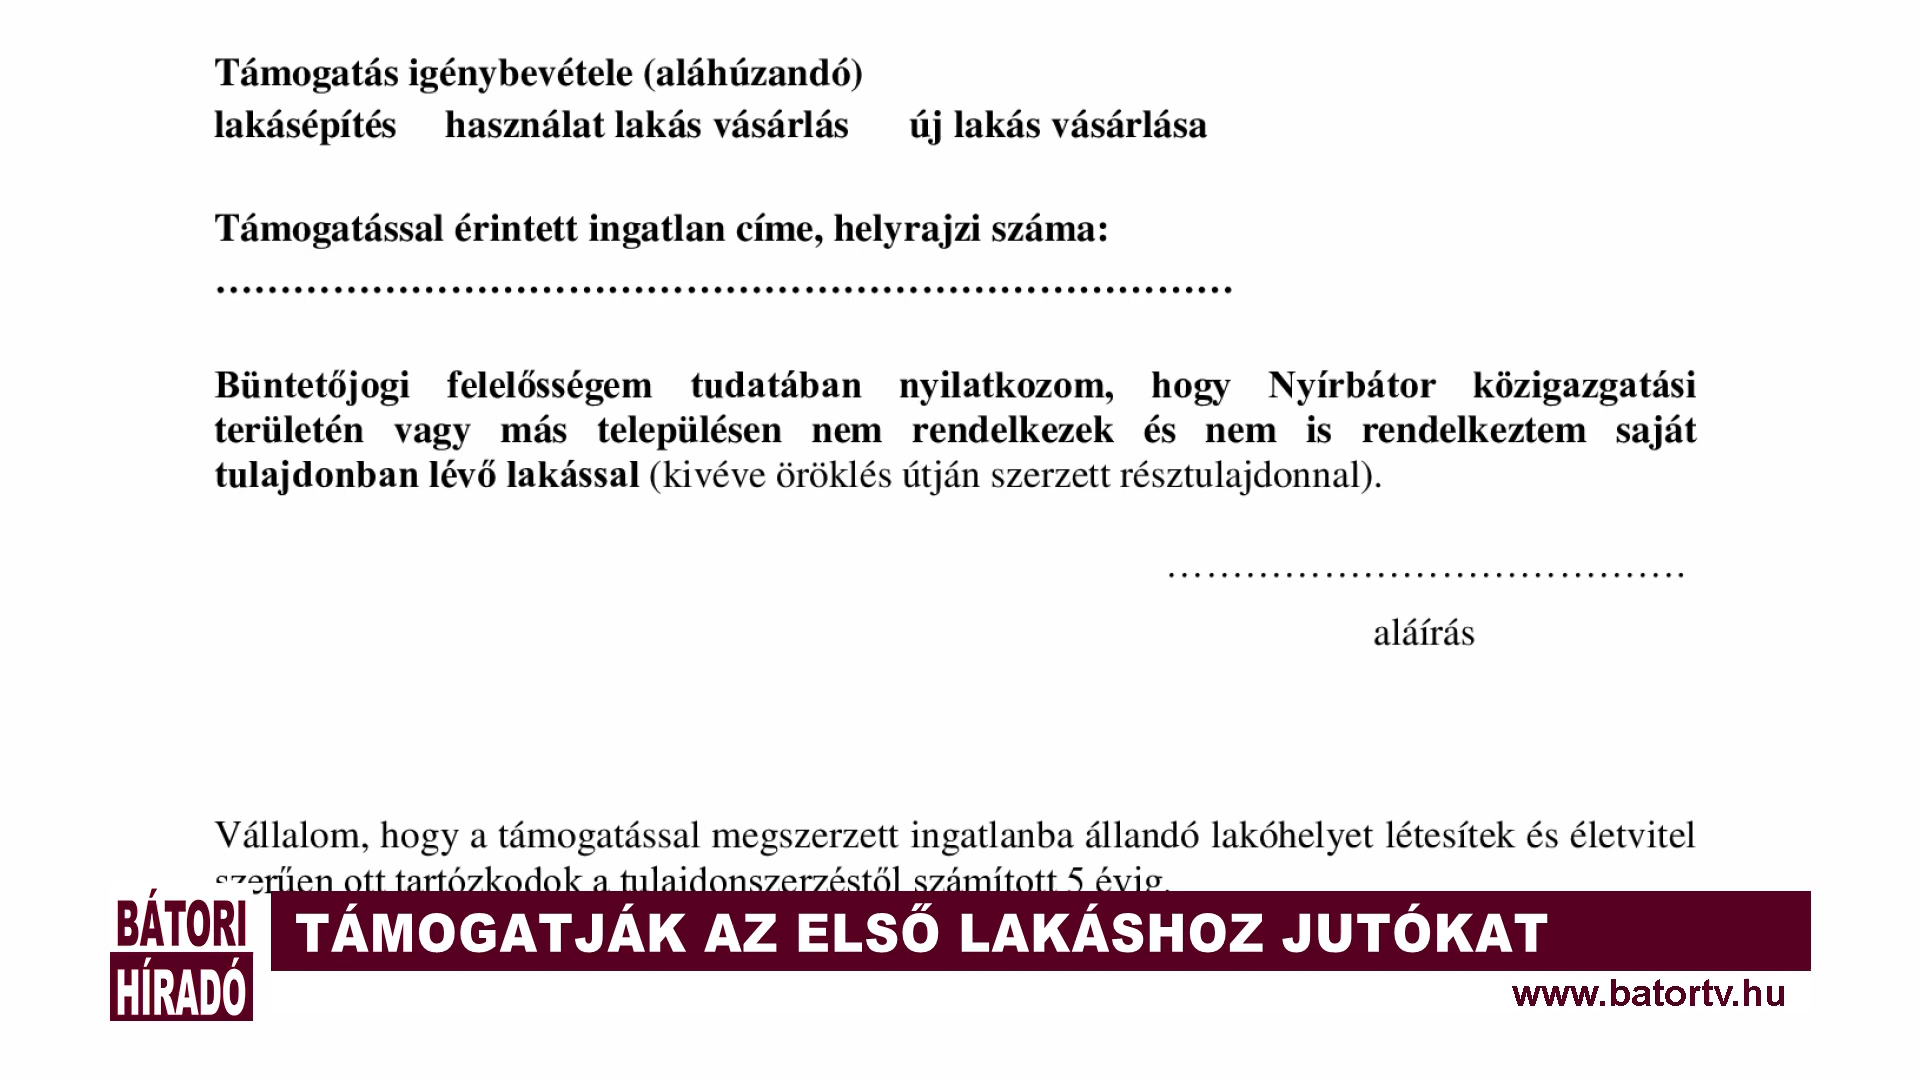 Támogatás igénybevétele (aláhúzandó)
lakásépítés használat lakás vásárlás új lakás vásárlása
Támogatással érintett ingatlan címe, helyrajzi száma:
……………………………………………………………………
Büntetőjogi felelősségem tudatában nyilatkozom, hogy Nyírbátor közigazgatási
területén vagy más településen nem rendelkezek és nem is rendelkeztem saját
tulajdonban lévő lakással (kivéve öröklés útján szerzett résztulajdonnal).
………………………………….
aláírás
Vállalom, hogy a támogatással megszerzett ingatlanba állandó lakóhelyet létesítek és életvitel
szerűen ott tartózkodok a tulajdonszerzéstől számított 5 évig.
BÁTORI
HÍRADÓ
TÁMOGATJÁK AZ ELSŐ LAKÁSHOZ JUTÓKAT
www.batortv.hu